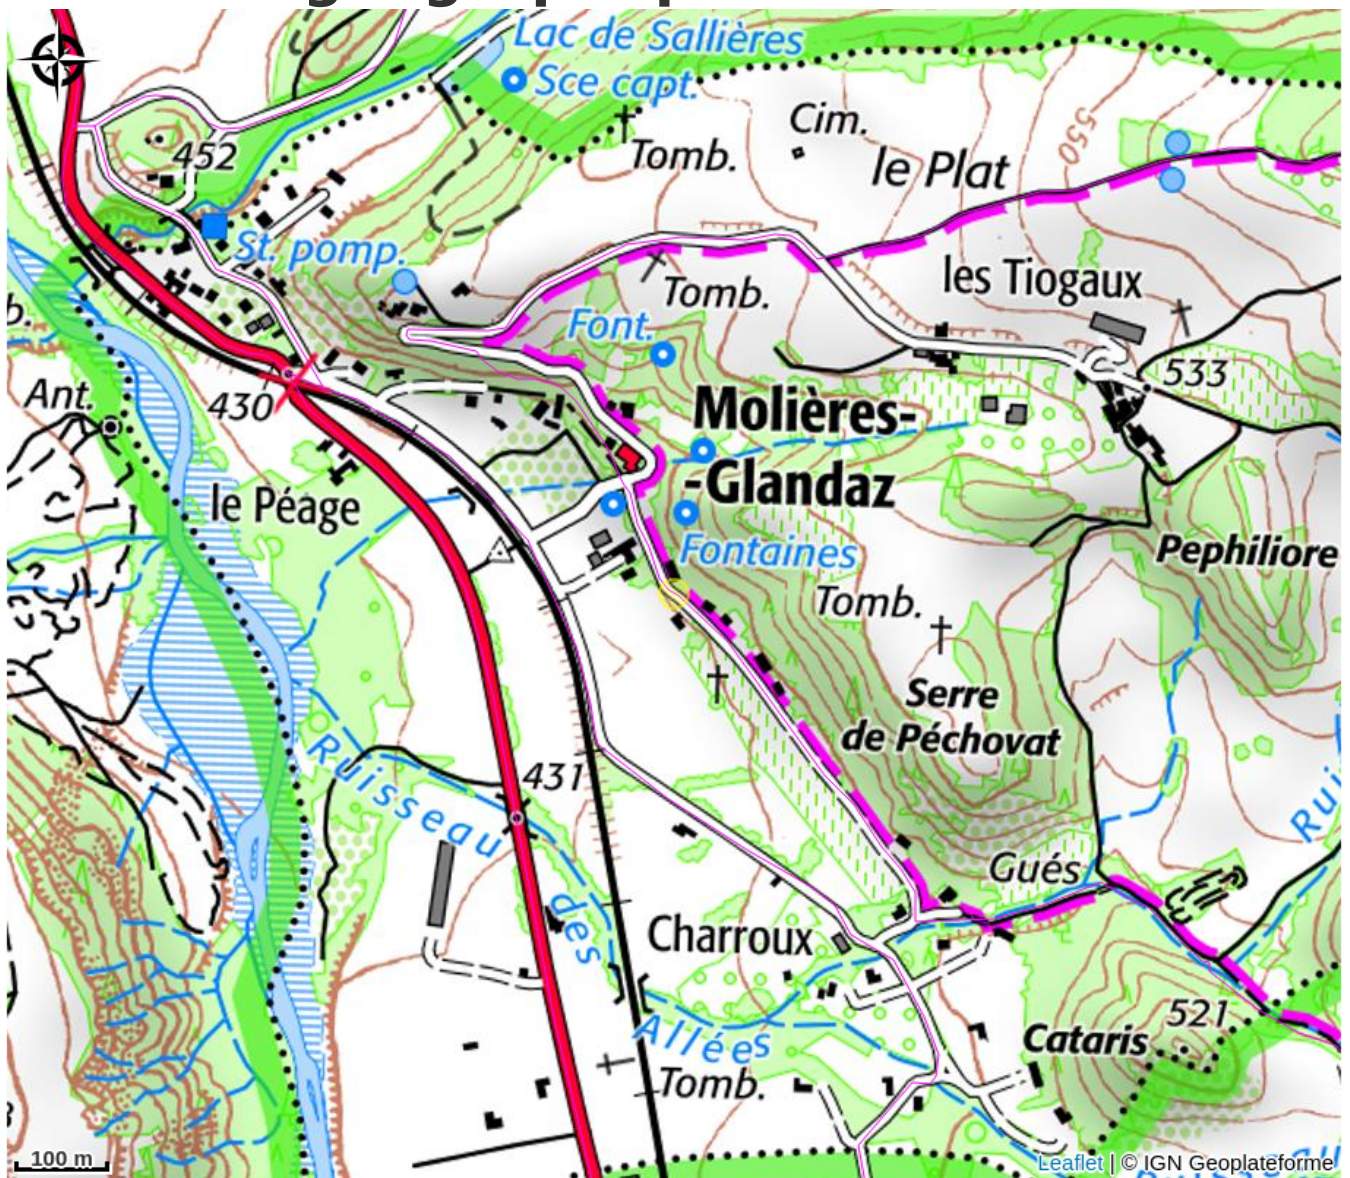 Lac de Sallières
Sce capt.
Cim.
550
452
Tomb.
le Plat
St. pomp.
les Tiogaux
Tomb.
b.
Font.
533
Ant.
430
Molières-
-Glandaz
le Péage
Fontaines
Pephiliore
Tomb.
Serre
de Péchovat
Ruisseau
431
Rui
Gués
des
Charroux
521
Allées
Cataris
Tomb.
100 m
Leaflet | © IGN Geoplateforme